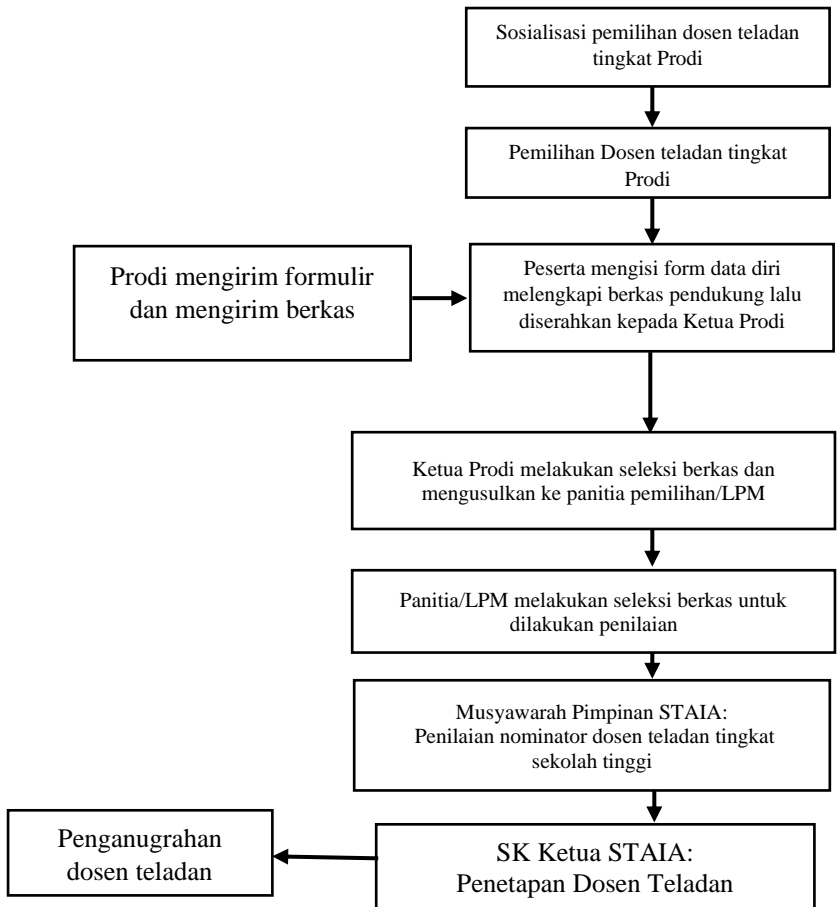 Sosialisasi pemilihan dosen teladan
tingkat Prodi
Pemilihan Dosen teladan tingkat
Prodi
Prodi mengirim formulir
dan mengirim berkas
Peserta mengisi form data diri
melengkapi berkas pendukung lalu
diserahkan kepada Ketua Prodi
Ketua Prodi melakukan seleksi berkas dan
mengusulkan ke panitia pemilihan/LPM
Panitia/LPM melakukan seleksi berkas untuk
dilakukan penilaian
Musyawarah Pimpinan STAIA:
Penilaian nominator dosen teladan tingkat
sekolah tinggi
SK Ketua STAIA:
Penetapan Dosen Teladan
Penganugrahan
dosen teladan